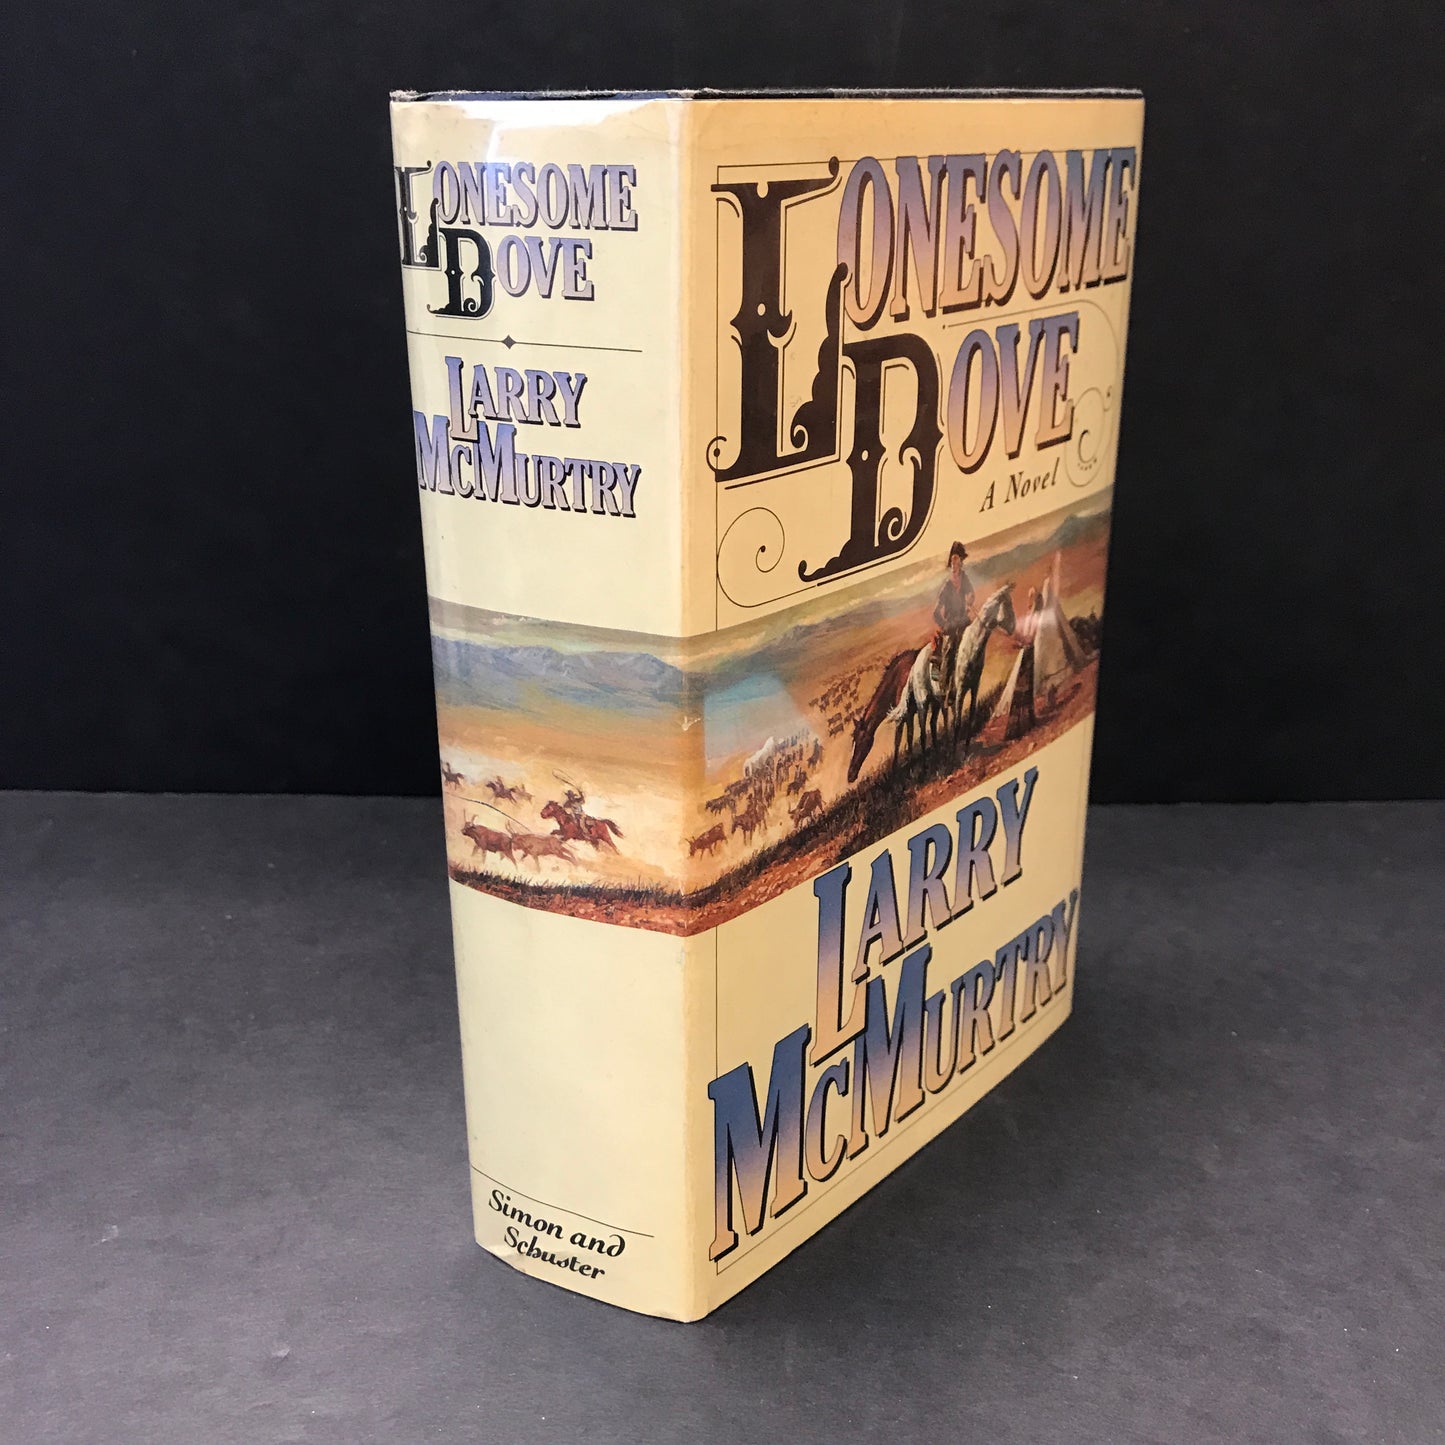 LONESOME
DOVE
LARRY
MCMURTRY
Simon and
Schuster
LONESOME
DOVE
A Novel
LARRY
MCMURTRY